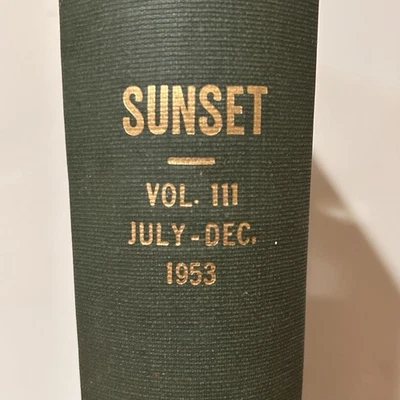 SUNSET
VOL. 111
JULY-DEC.
1953